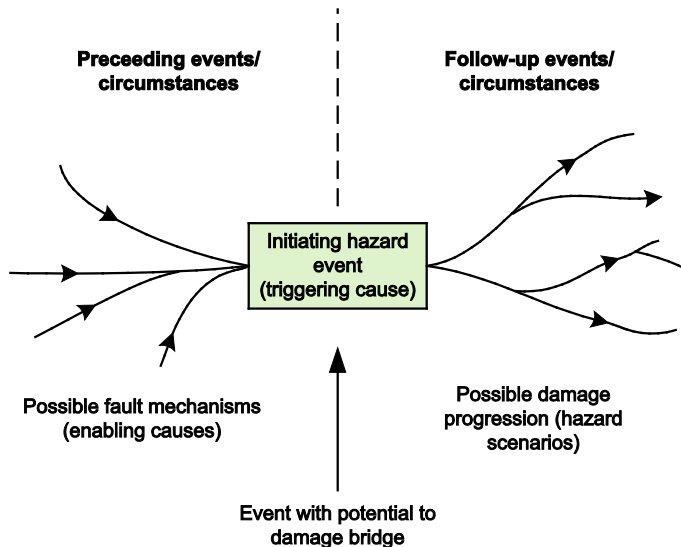 Preceeding events/
circumstances
Follow-up events/
circumstances
Initiating hazard
event
(triggering cause)
Possible fault mechanisms
(enabling causes)
Possible damage
progression (hazard
scenarios)
Event with potential to
damage bridge